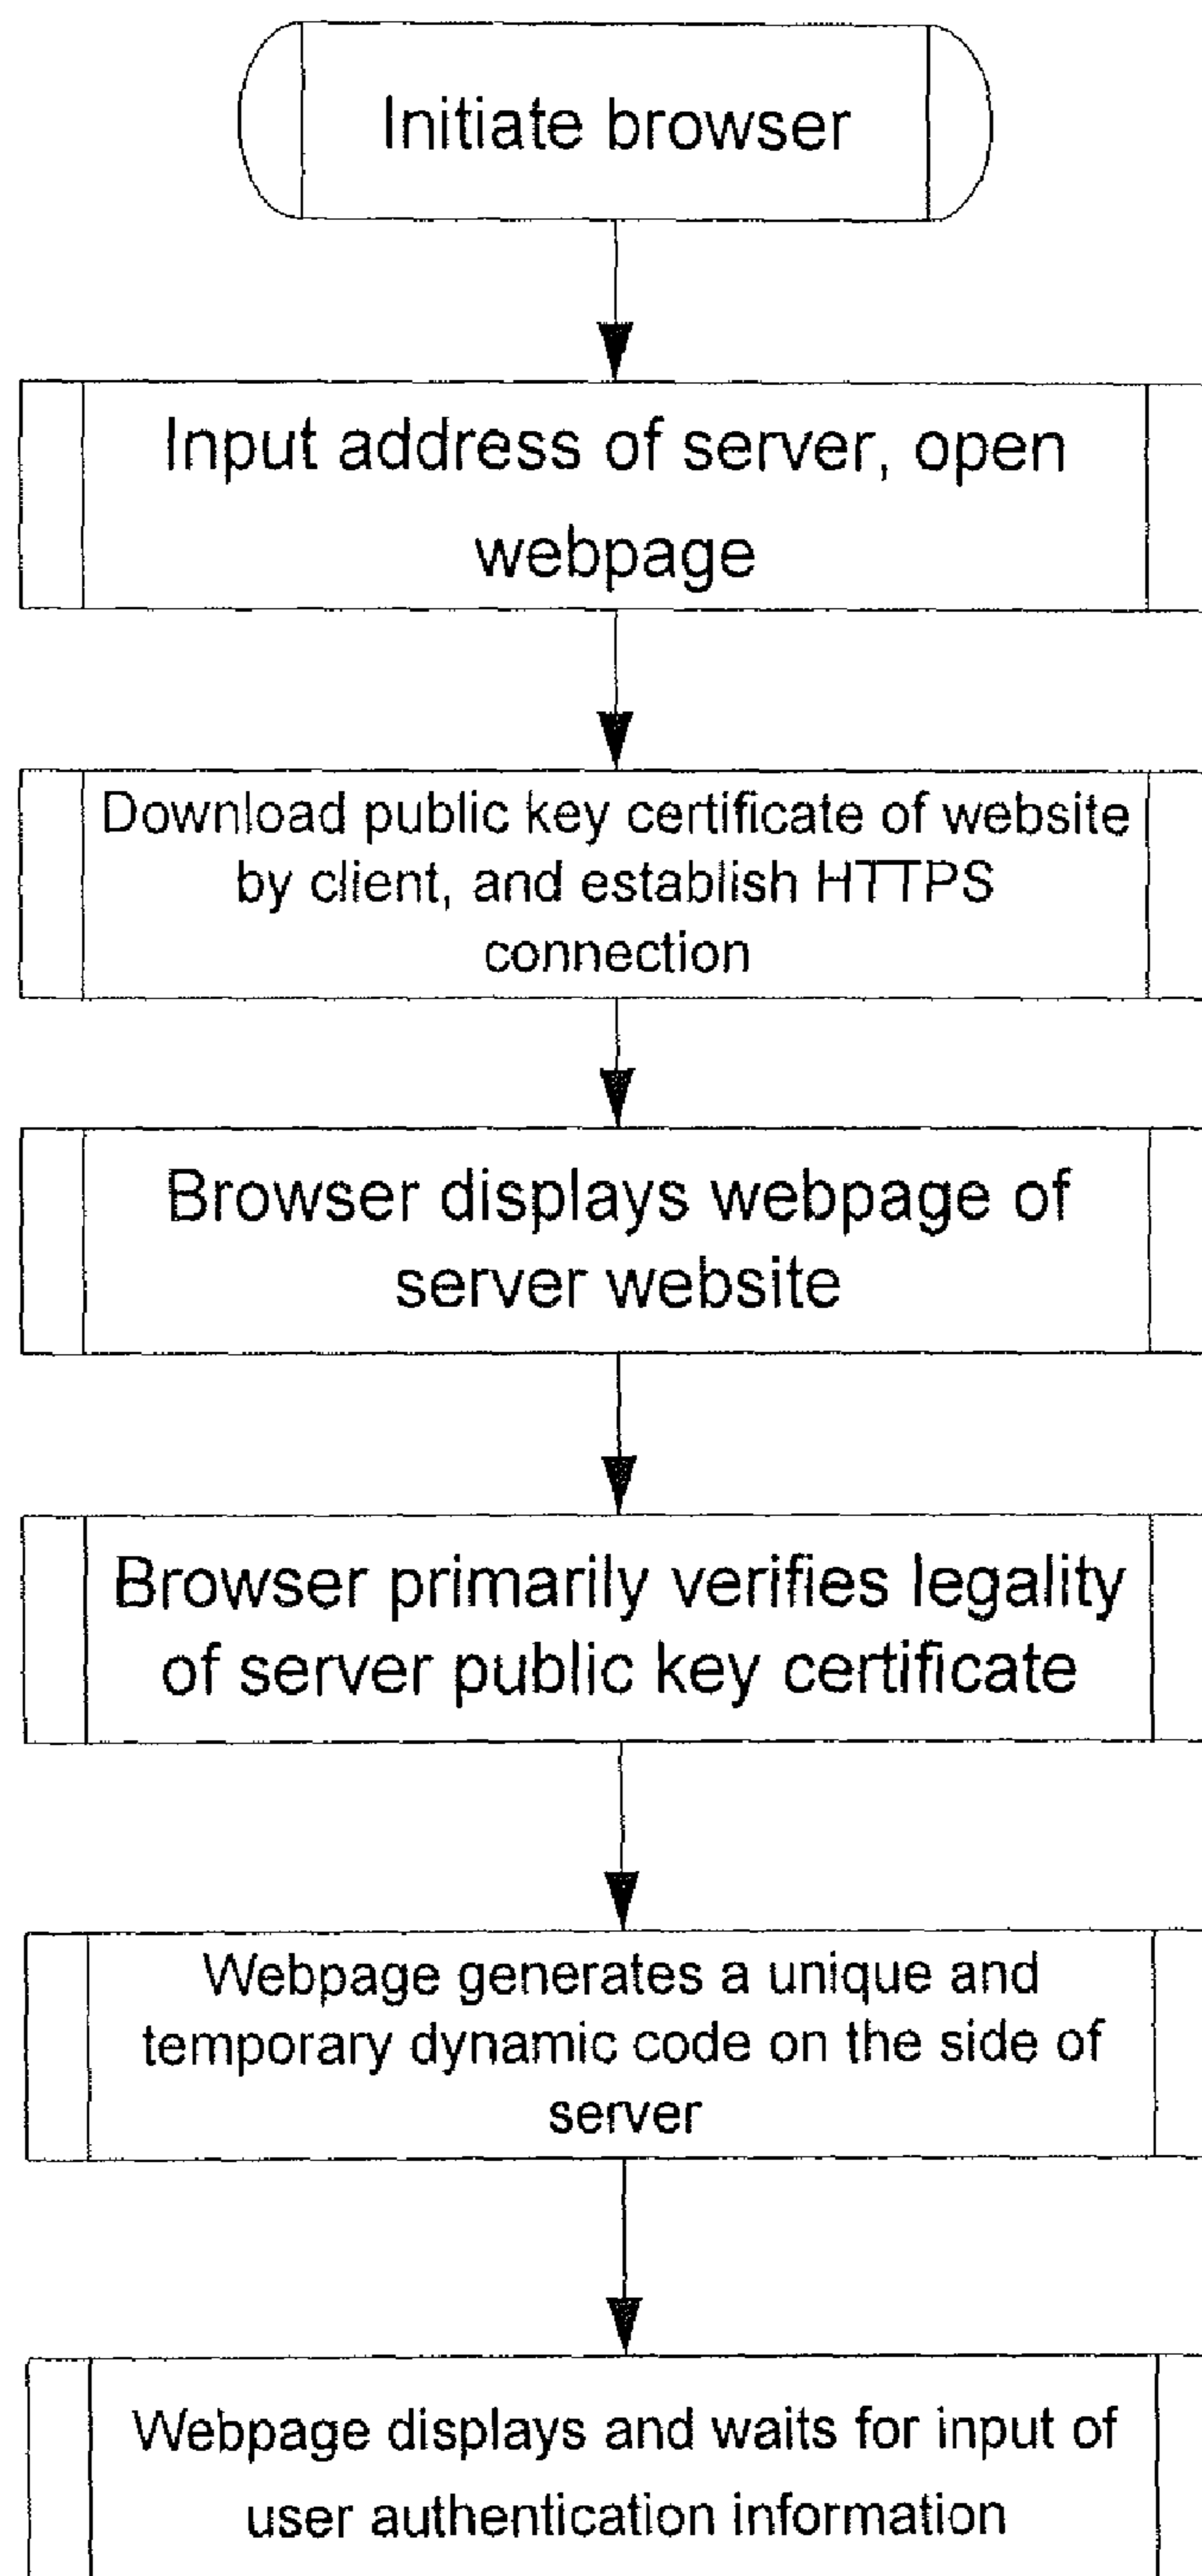 Initiate browser
Input address of server, open
webpage
Download public key certificate of website
by client, and establish HTTPS
connection
Browser displays webpage of
server website
Browser primarily verifies legality
of server public key certificate
Webpage generates a unique and
temporary dynamic code on the side of
server
Webpage displays and waits for input of
user authentication information